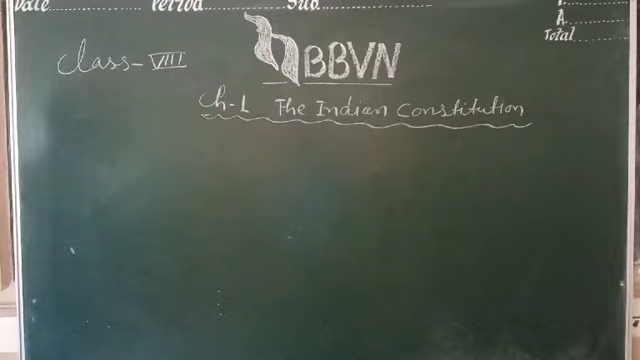 Date Period Sub.
P.
A.
Total
Class-VIII
BBVN
Ch-1 The Indian Constitution